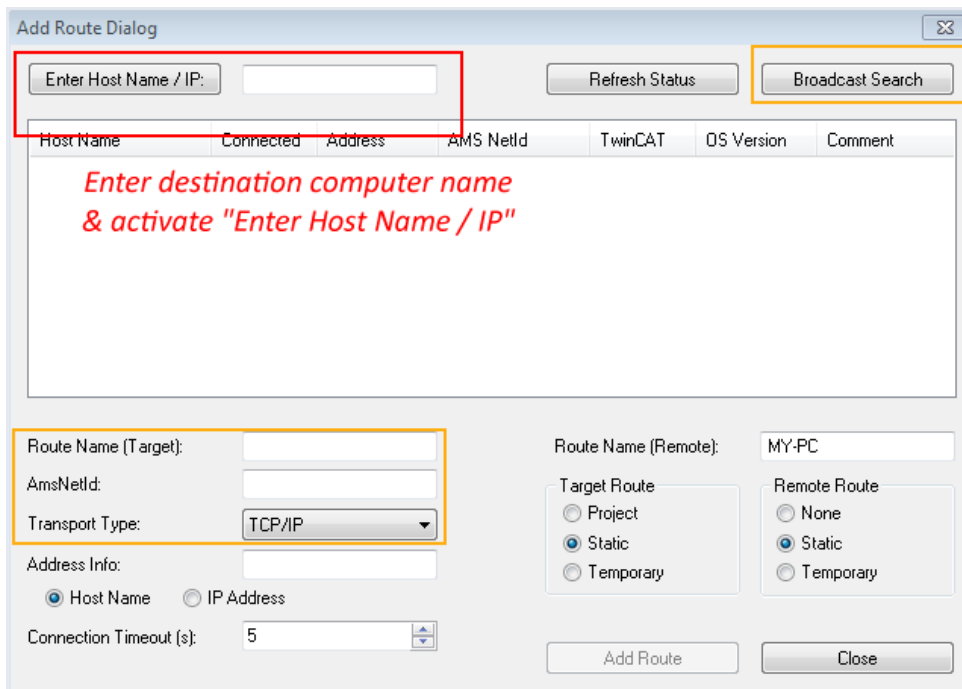 Add Route Dialog
Enter Host Name / IP:
Refresh Status
Broadcast Search
Host Name Connected Address AMS NetId TwinCAT OS Version Comment
Enter destination computer name
& activate "Enter Host Name / IP"
Route Name (Target):
AmsNetId:
Transport Type: TCP/IP
Address Info:
Host Name IP Address
Connection Timeout (s): 5
Route Name (Remote): MY-PC
Target Route
Project
Static
Temporary
Remote Route
None
Static
Temporary
Add Route
Close